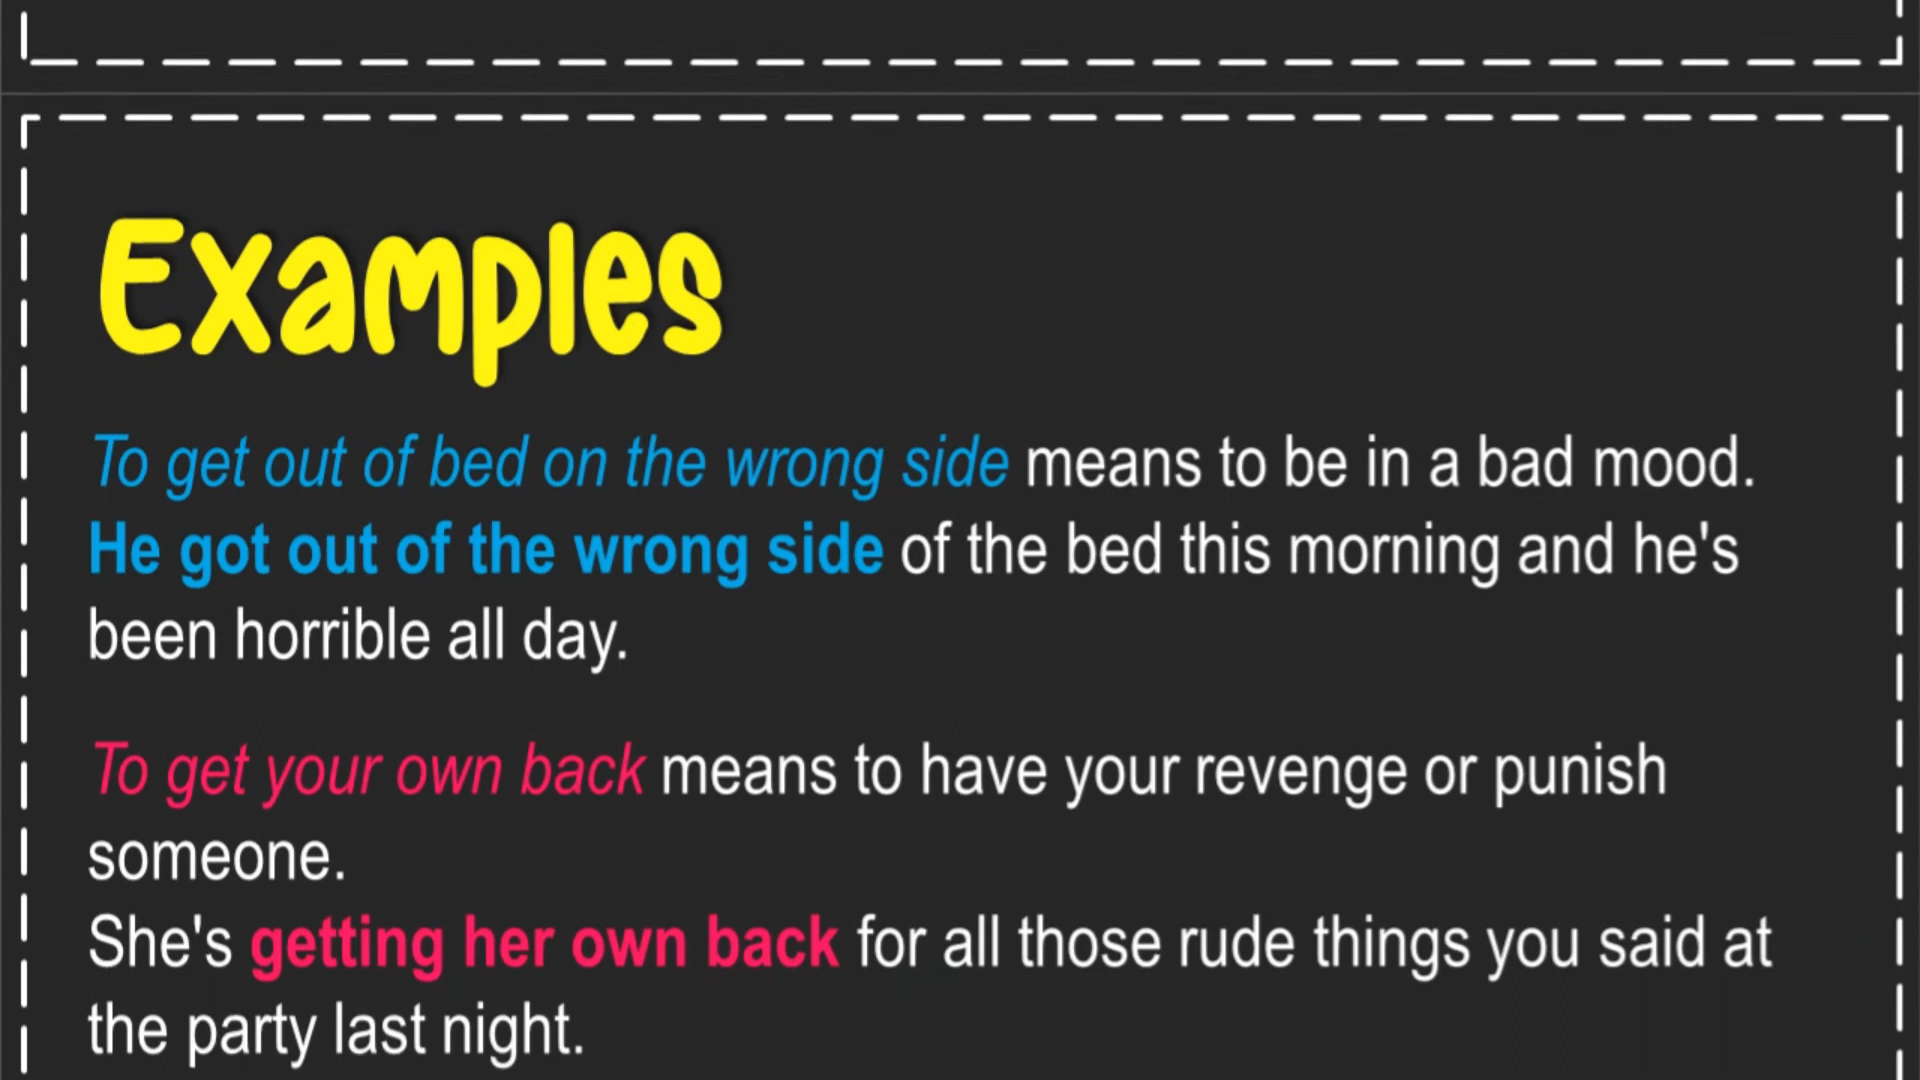 Examples
To get out of bed on the wrong side means to be in a bad mood.
He got out of the wrong side of the bed this morning and he's
been horrible all day.
To get your own back means to have your revenge or punish
someone.
She's getting her own back for all those rude things you said at
the party last night.